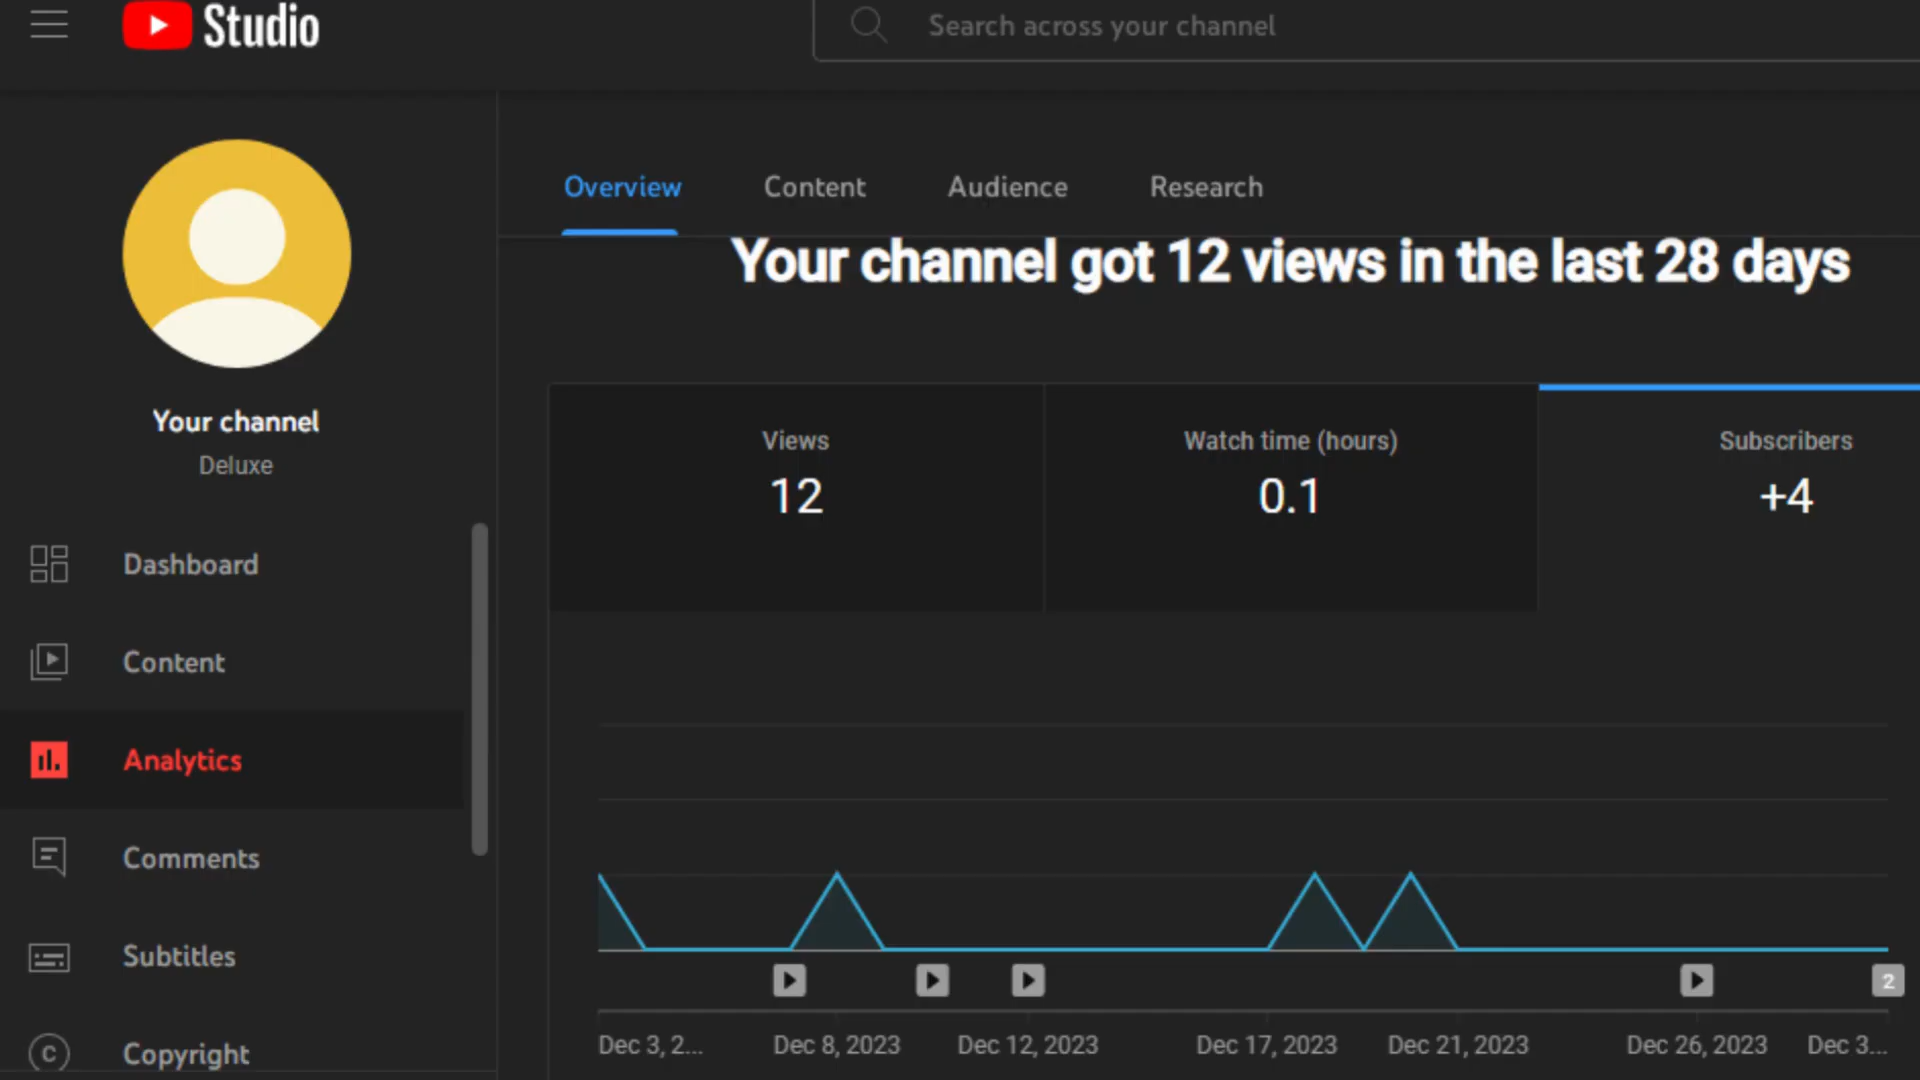 Studio
Search across your channel
Overview Content Audience Research
Your channel got 12 views in the last 28 days
Your channel
Deluxe
Views
12
Watch time (hours)
0.1
Subscribers
+4
Dashboard
Content
Analytics
Comments
Subtitles
Copyright
2
Dec 3, 2... Dec 8, 2023 Dec 12, 2023 Dec 17, 2023 Dec 21, 2023 Dec 26, 2023 Dec 3...